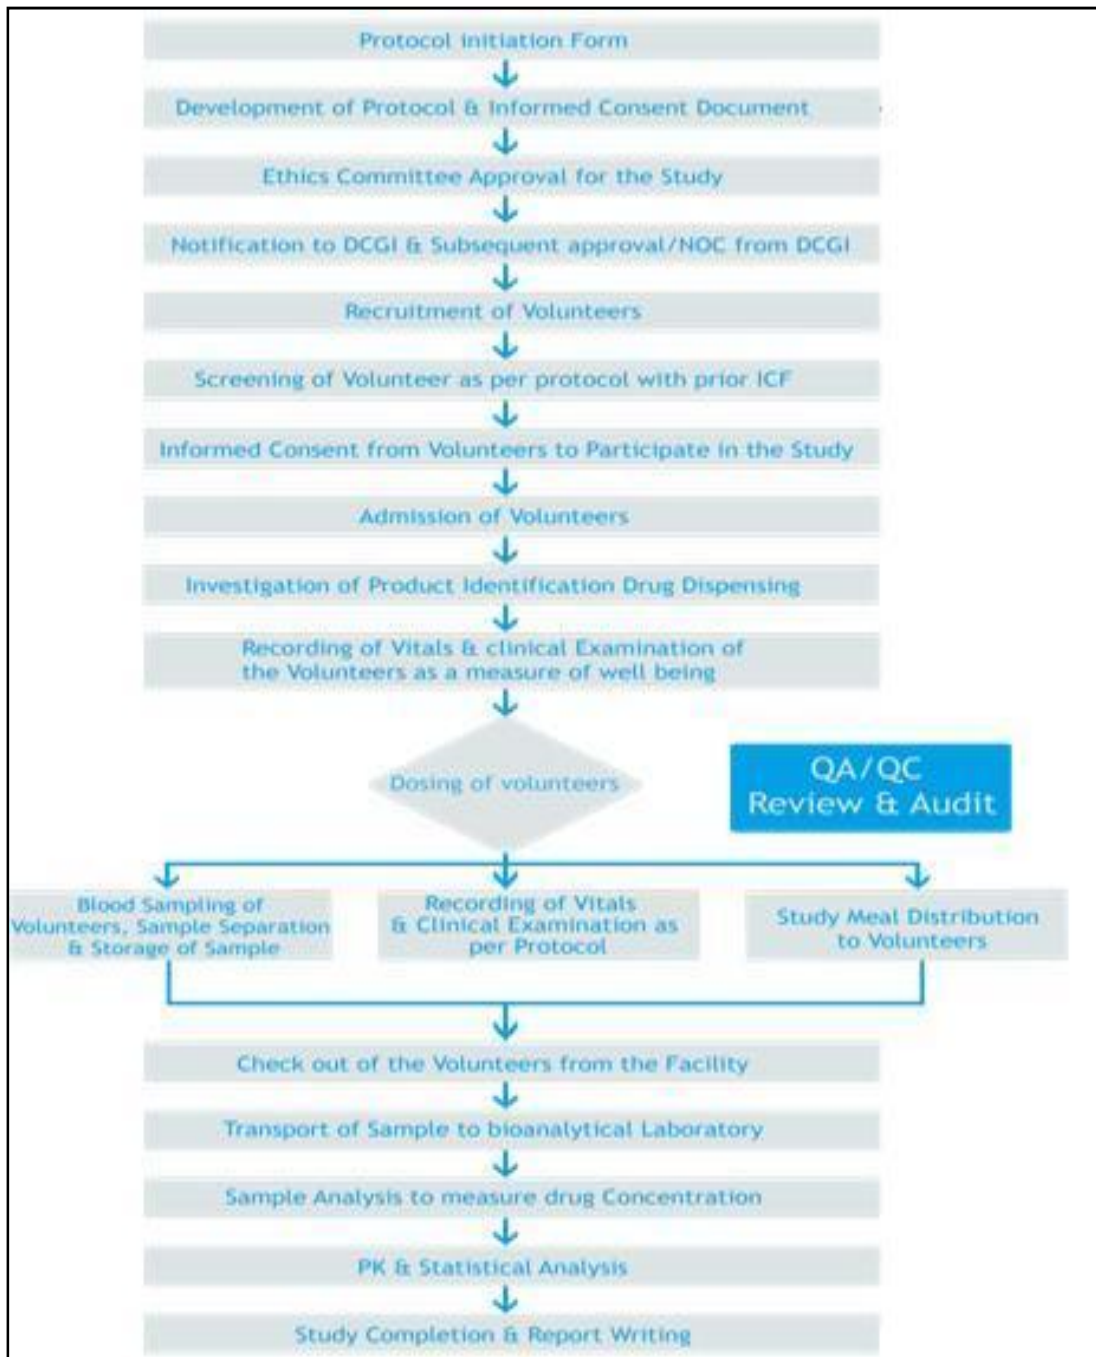 Protocol initiation Form
Development of Protocol & Informed Consent Document
Ethics Committee Approval for the Study
Notification to DCGI & Subsequent approval/NOC from DCGI
Recruitment of Volunteers
Screening of Volunteer as per protocol with prior ICF
Informed Consent from Volunteers to Participate in the Study
Admission of Volunteers
Investigation of Product Identification Drug Dispensing
Recording of Vitals & clinical Examination of
the Volunteers as a measure of well being
Dosing of volunteers
QA/QC
Review & Audit
Blood Sampling of
Volunteers, Sample Separation
& Storage of Sample
Recording of Vitals
& Clinical Examination as
per Protocol
Study Meal Distribution
to Volunteers
Check out of the Volunteers from the Facility
Transport of Sample to bioanalytical Laboratory
Sample Analysis to measure drug Concentration
PK & Statistical Analysis
Study Completion & Report Writing